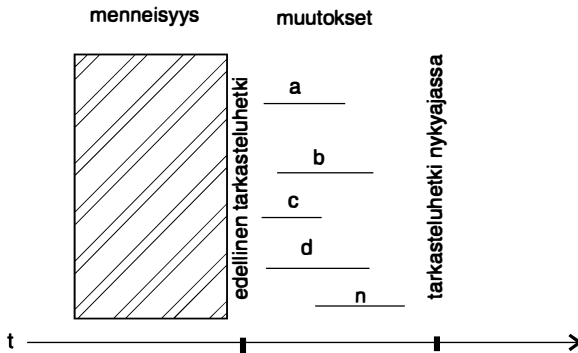 menneisyys
muutokset
edellinen tarkasteluhetki
a
b
c
d
n
tarkasteluhetki nykyajassa
t